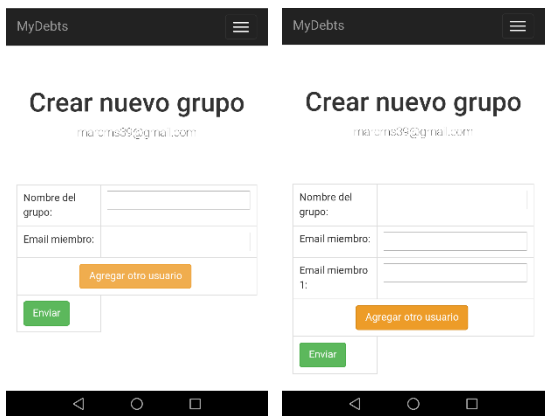 MyDebts
Crear nuevo grupo
Nombre del
grupo:
Email miembro:
Agregar otro usuario
Enviar
MyDebts
Crear nuevo grupo
Nombre del
grupo:
Email miembro:
Email miembro
1:
Agregar otro usuario
Enviar